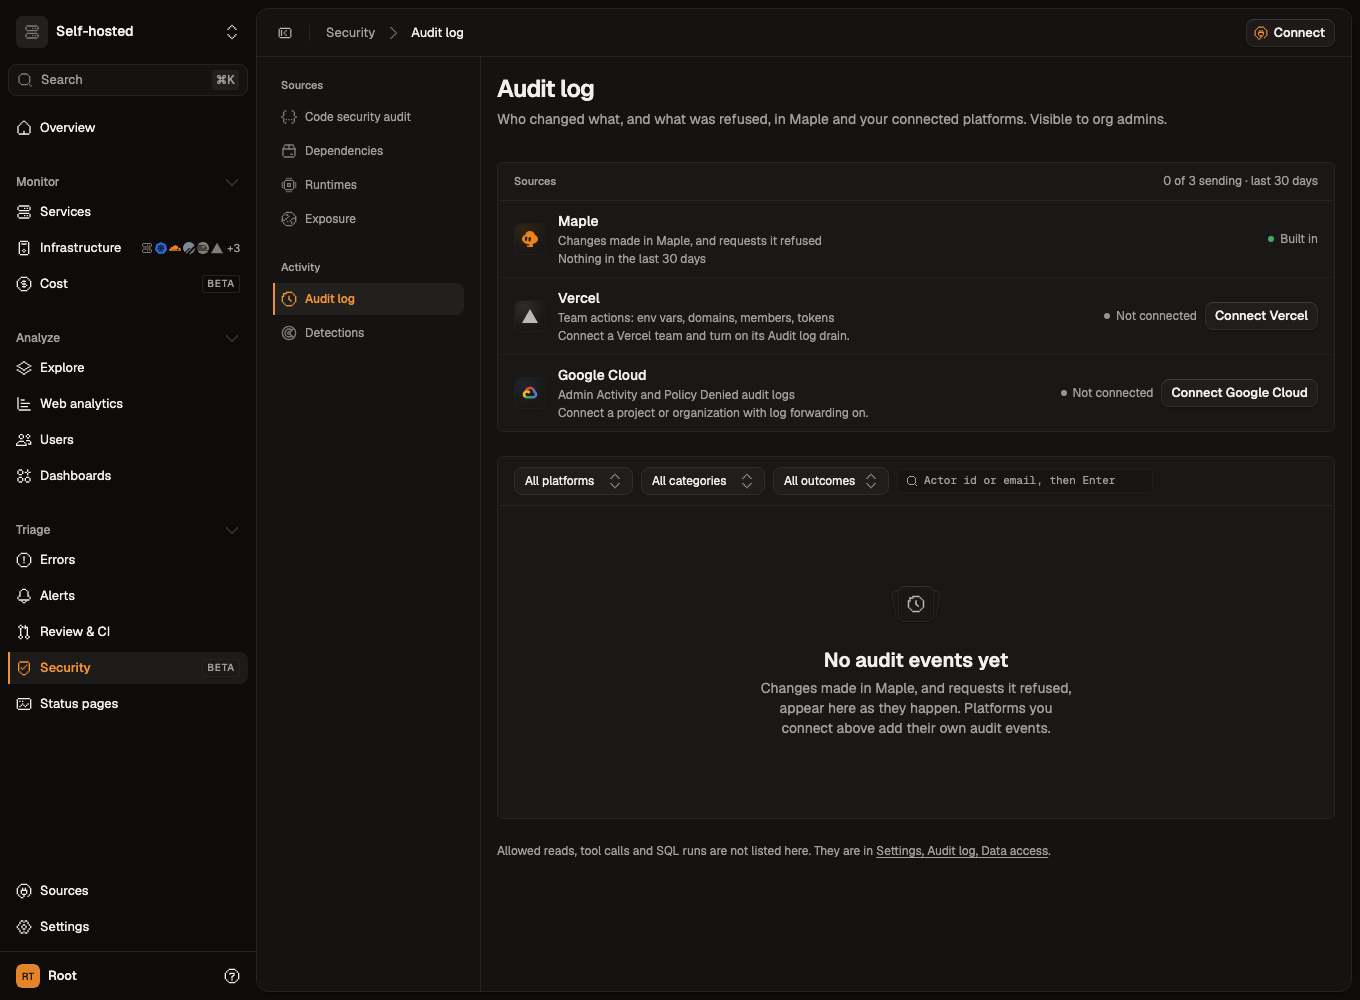 Self-hosted
Search ⌘K
Overview
Monitor
Services
Infrastructure +3
Cost BETA
Analyze
Explore
Web analytics
Users
Dashboards
Triage
Errors
Alerts
Review & CI
Security BETA
Status pages
Sources
Settings
RT Root
Security Audit log
Connect
Sources
Code security audit
Dependencies
Runtimes
Exposure
Activity
Audit log
Detections
Audit log
Who changed what, and what was refused, in Maple and your connected platforms. Visible to org admins.
Sources 0 of 3 sending · last 30 days
Maple
Changes made in Maple, and requests it refused
Nothing in the last 30 days
Built in
Vercel
Team actions: env vars, domains, members, tokens
Connect a Vercel team and turn on its Audit log drain.
Not connected Connect Vercel
Google Cloud
Admin Activity and Policy Denied audit logs
Connect a project or organization with log forwarding on.
Not connected Connect Google Cloud
All platforms All categories All outcomes Actor id or email, then Enter
No audit events yet
Changes made in Maple, and requests it refused,
appear here as they happen. Platforms you
connect above add their own audit events.
Allowed reads, tool calls and SQL runs are not listed here. They are in Settings, Audit log, Data access.